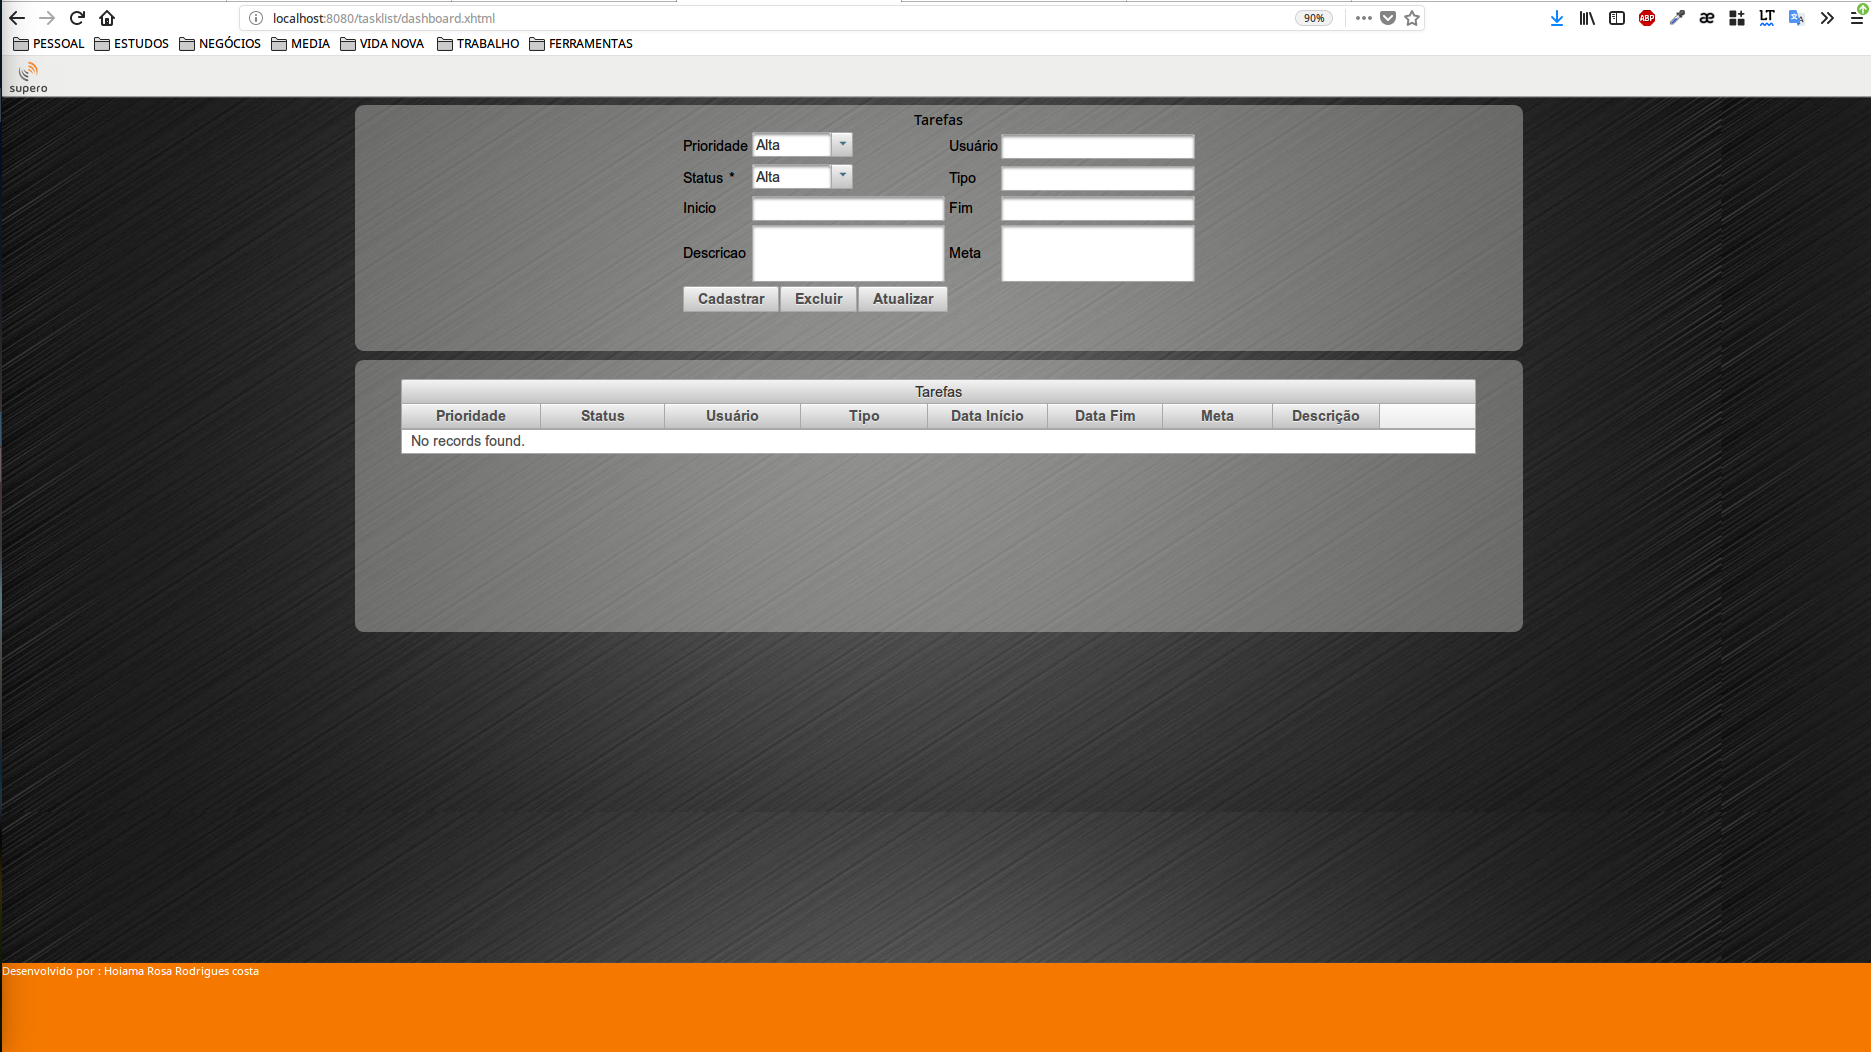 localhost:8080/tasklist/dashboard.xhtml 90% ABP æ LT
PESSOAL ESTUDOS NEGÓCIOS MEDIA VIDA NOVA TRABALHO FERRAMENTAS
supero
Tarefas
Prioridade Alta Usuário
Status * Alta Tipo
Inicio Fim
Descricao Meta
Cadastrar Excluir Atualizar
Tarefas
Prioridade Status Usuário Tipo Data Início Data Fim Meta Descrição
No records found.
Desenvolvido por : Hoiama Rosa Rodrigues costa